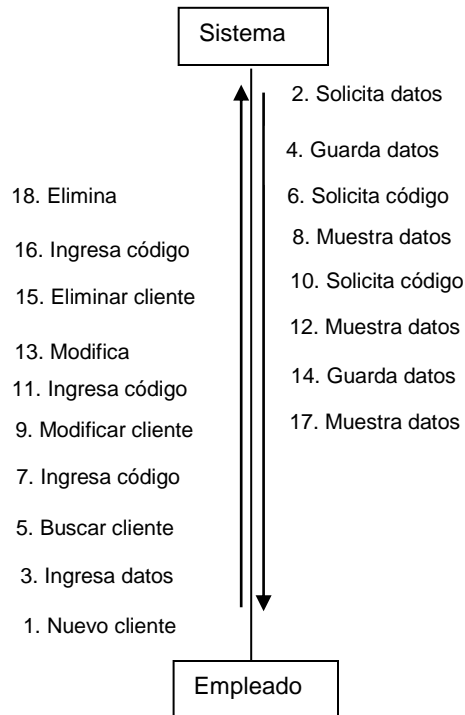 Sistema
2. Solicita datos
4. Guarda datos
18. Elimina
6. Solicita código
16. Ingresa código
8. Muestra datos
15. Eliminar cliente
10. Solicita código
13. Modifica
12. Muestra datos
11. Ingresa código
14. Guarda datos
9. Modificar cliente
17. Muestra datos
7. Ingresa código
5. Buscar cliente
3. Ingresa datos
1. Nuevo cliente
Empleado